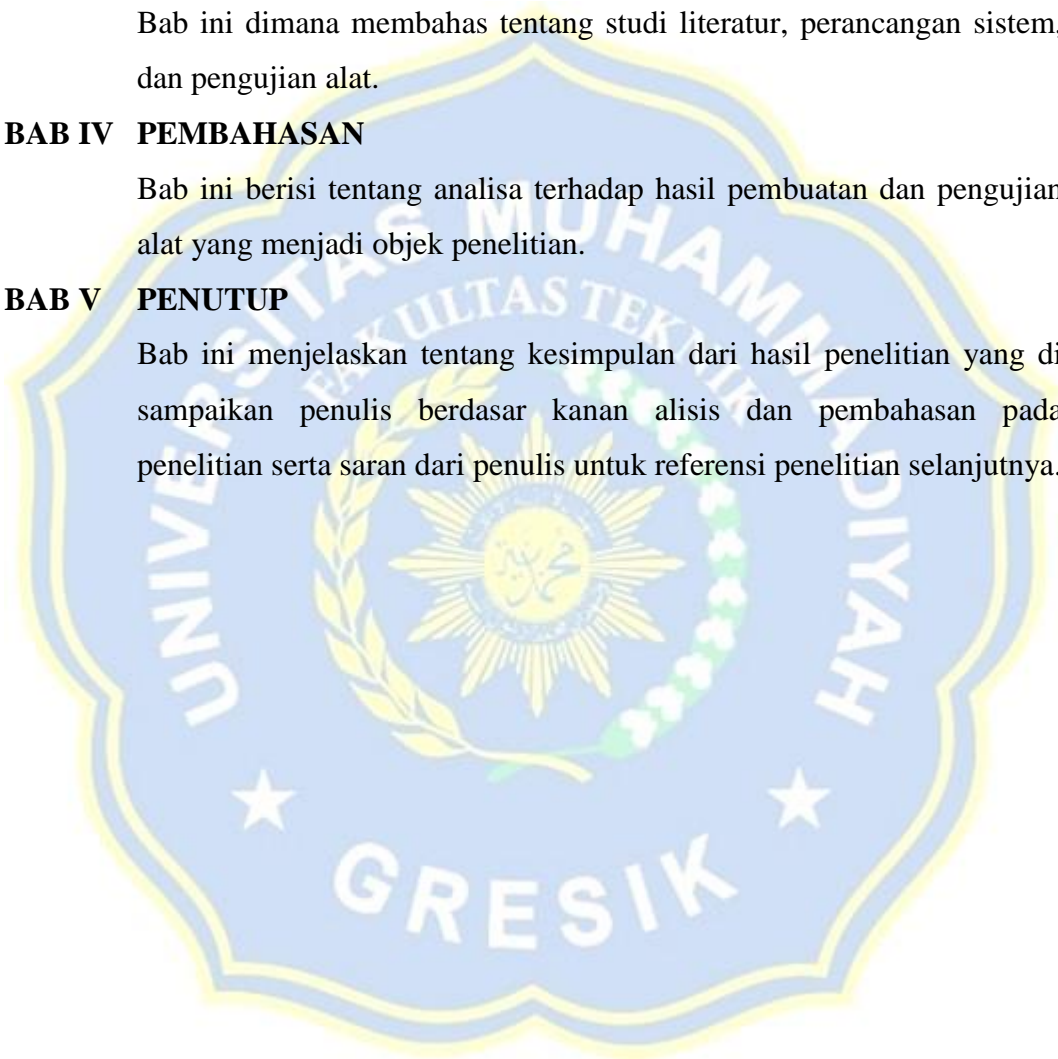 Bab ini dimana membahas tentang studi literatur, perancangan sistem,
dan pengujian alat.
BAB IV PEMBAHASAN
Bab ini berisi tentang analisa terhadap hasil pembuatan dan pengujian
alat yang menjadi objek penelitian.
BAB V PENUTUP
Bab ini menjelaskan tentang kesimpulan dari hasil penelitian yang di
sampaikan penulis berdasar kanan alisis dan pembahasan pada
penelitian serta saran dari penulis untuk referensi penelitian selanjutnya.
UNIVERSITAS MUHAMMADIYAH
FAKULTAS TEKNIK
GRESIK